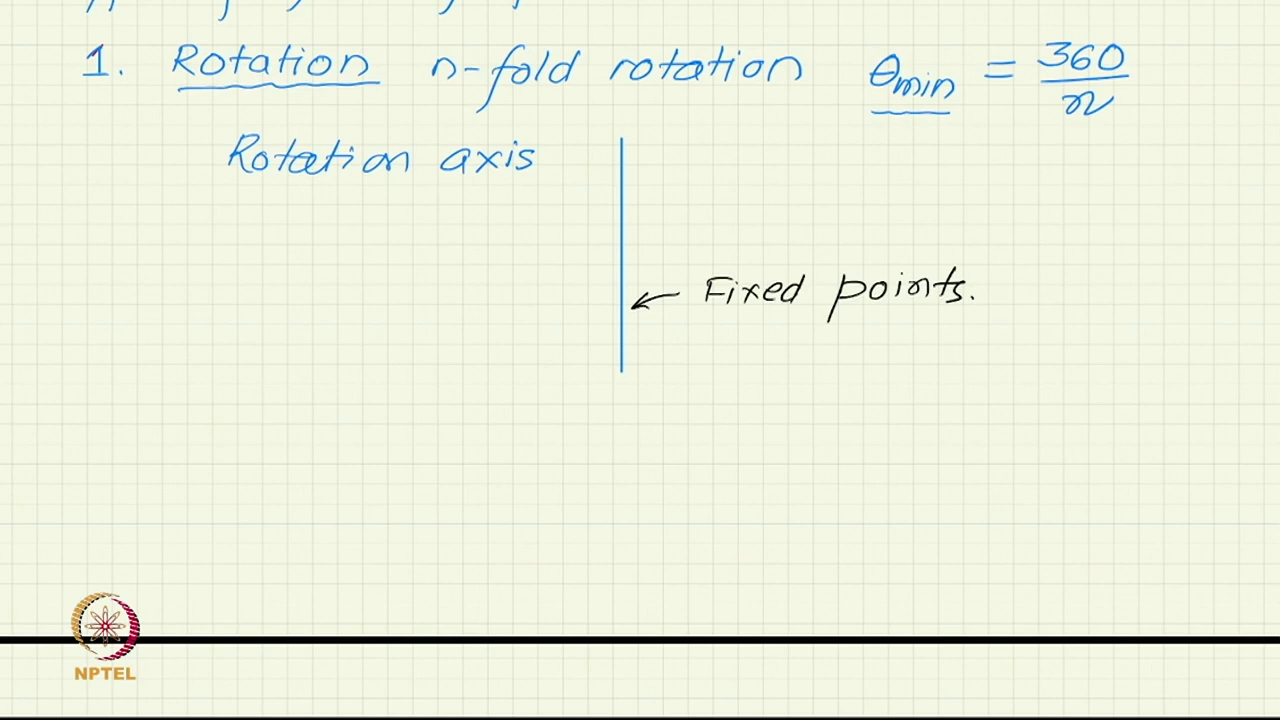 1. Rotation n-fold rotation θmin = 360/n
Rotation axis
← Fixed points.
NPTEL